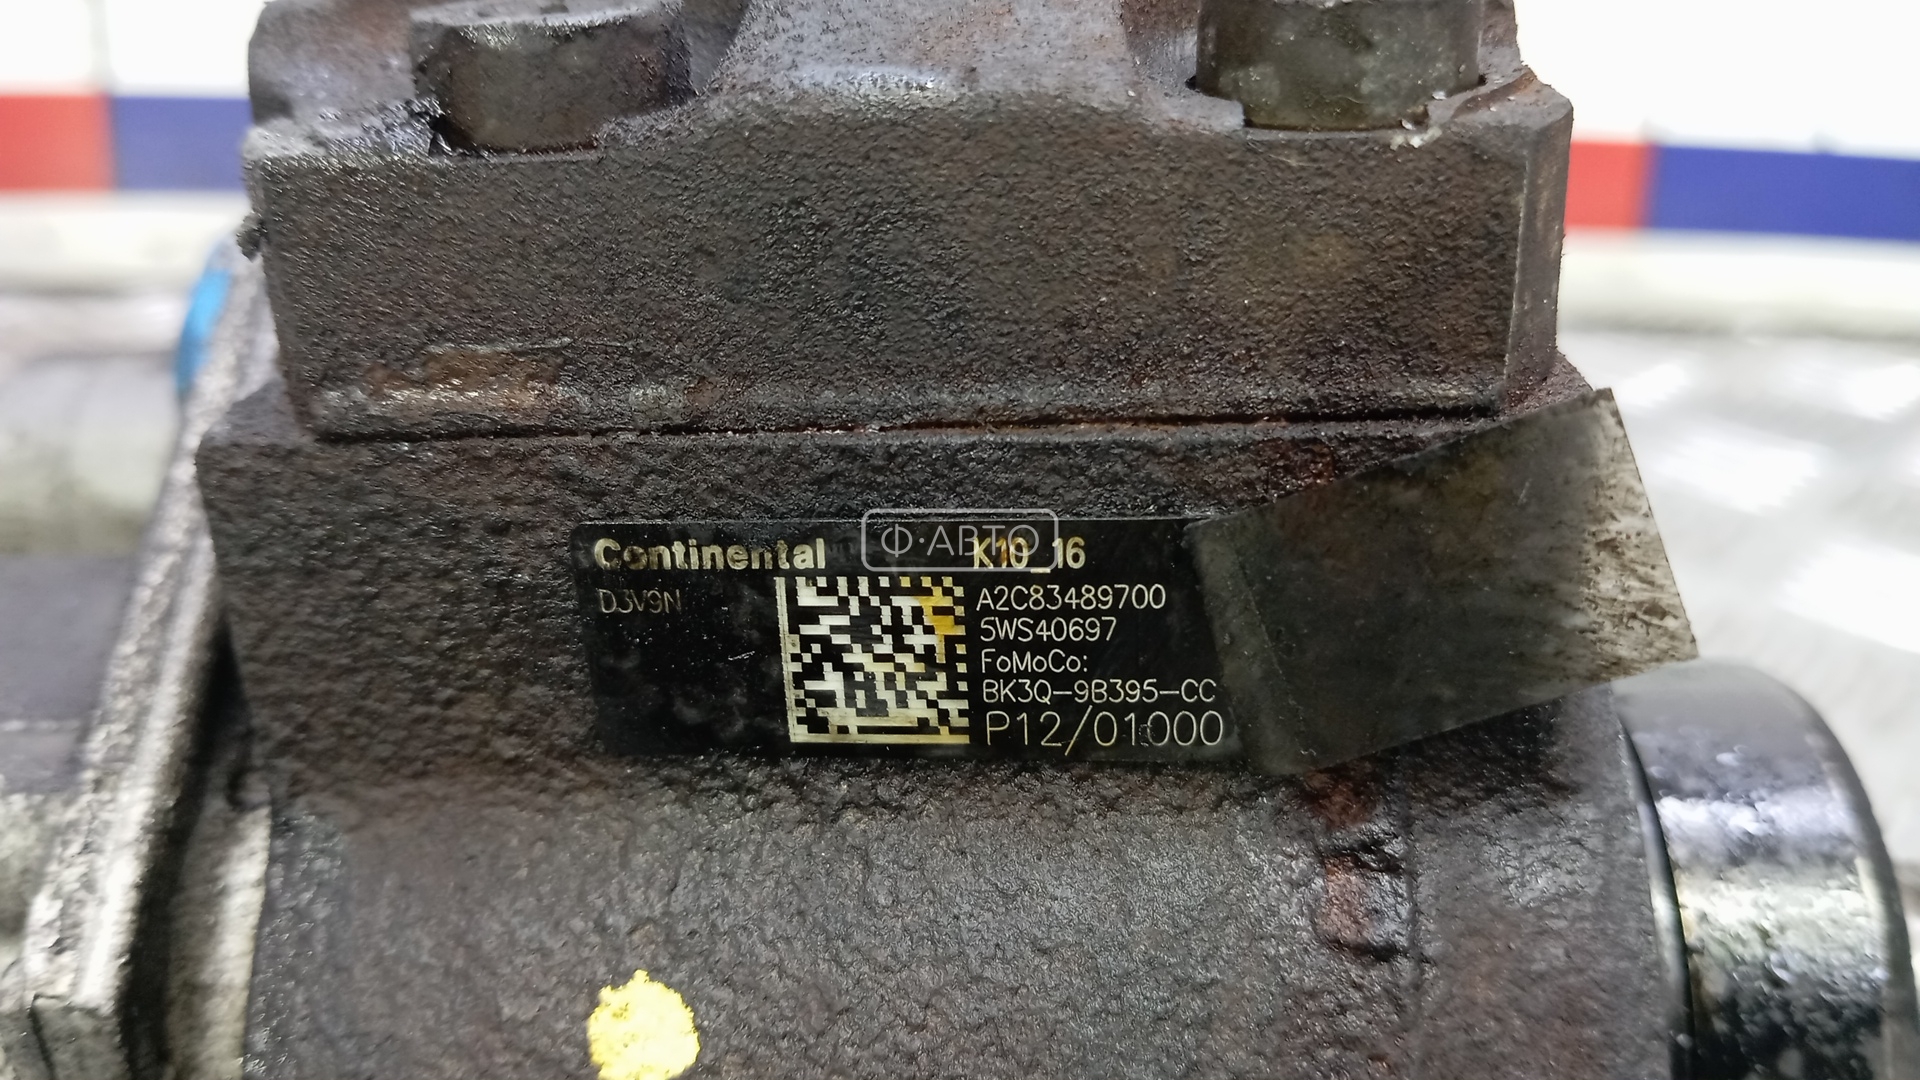 Continental K10_16
Ф·АВТО
D3V9N
A2C83489700
5WS40697
FoMoCo:
BK3Q-9B395-CC
P12/01000